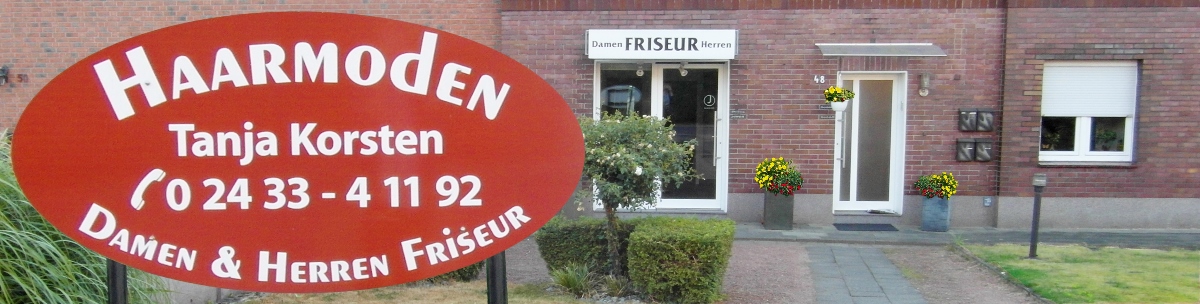 HAARMODEN
Tanja Korsten
0 24 33 - 4 11 92
DAMEN & HERREN FRISEUR
Damen FRISEUR Herren
48